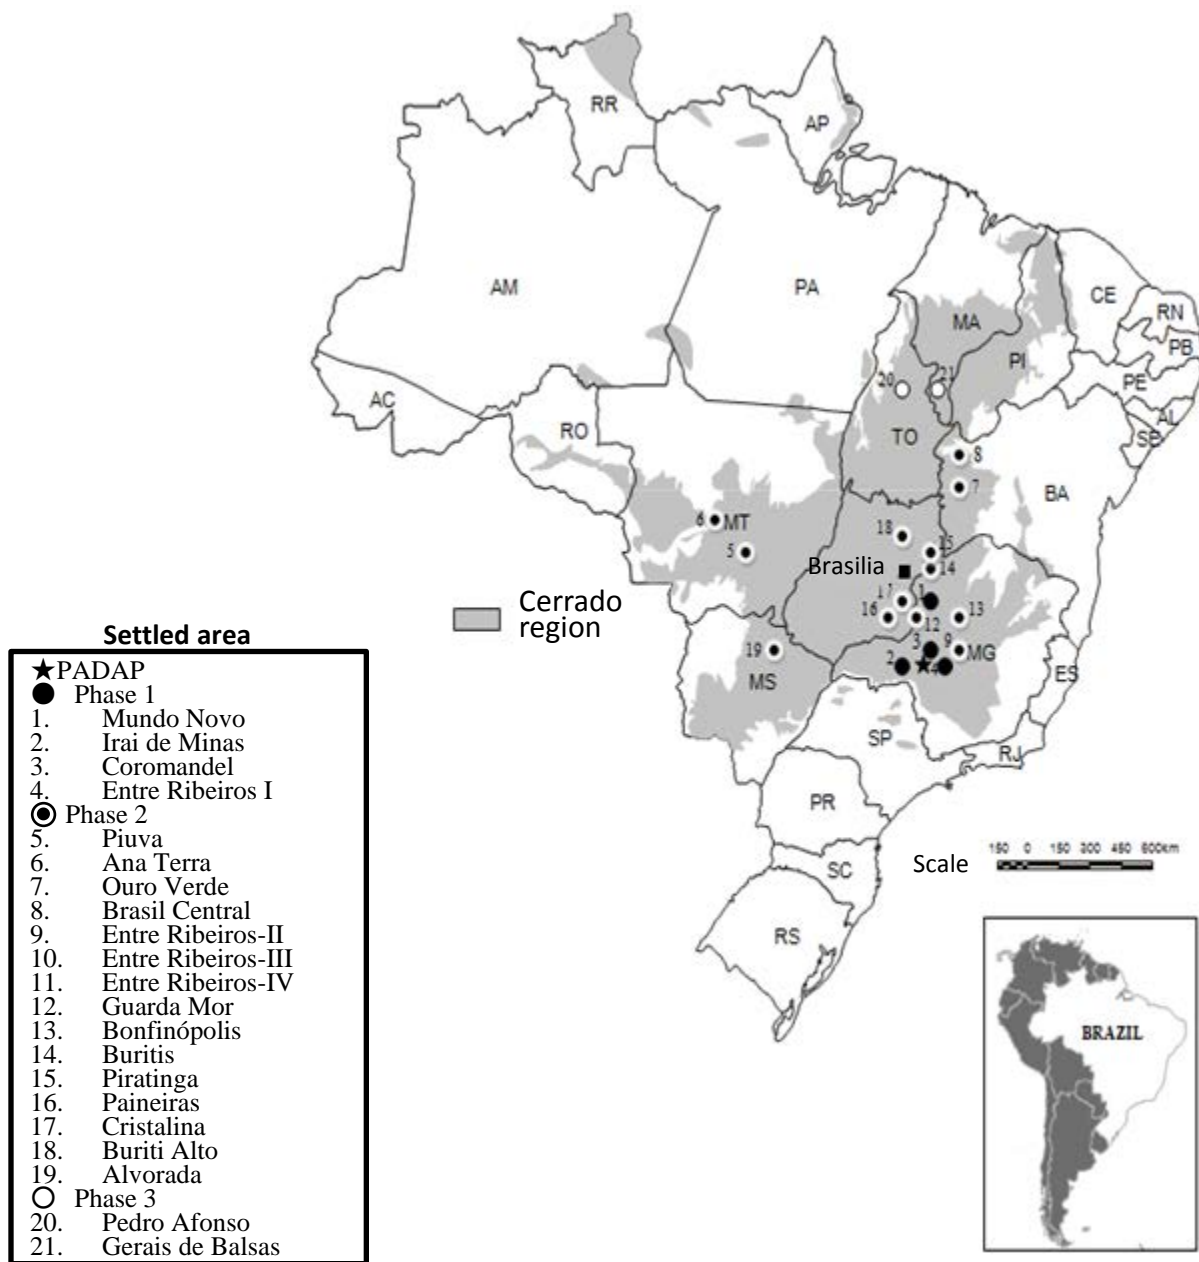 RR
AP
AM
PA
MA
CE
RN
PB
PI
PE
AL
SE
AC
RO
TO
BA
20
21
8
7
6 MT
5
18
15
Brasilia
14
17
1
16
12
13
3
9
MG
2
4
19
MS
ES
SP
RJ
PR
SC
RS
Cerrado
region
Scale
150 0 150 300 450 600km
BRAZIL
Settled area
★PADAP
Phase 1
1. Mundo Novo
2. Irai de Minas
3. Coromandel
4. Entre Ribeiros I
Phase 2
5. Piuva
6. Ana Terra
7. Ouro Verde
8. Brasil Central
9. Entre Ribeiros-II
10. Entre Ribeiros-III
11. Entre Ribeiros-IV
12. Guarda Mor
13. Bonfinópolis
14. Buritis
15. Piratinga
16. Paineiras
17. Cristalina
18. Buriti Alto
19. Alvorada
Phase 3
20. Pedro Afonso
21. Gerais de Balsas